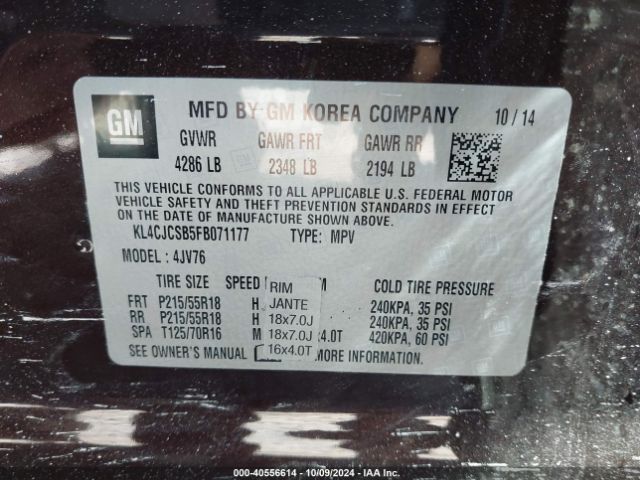 GM
MFD BY GM KOREA COMPANY 10/14
GVWR GAWR FRT GAWR RR
4286 LB 2348 LB 2194 LB
THIS VEHICLE CONFORMS TO ALL APPLICABLE U.S. FEDERAL MOTOR
VEHICLE SAFETY, BUMPER, AND THEFT PREVENTION STANDARDS IN EFFECT
ON THE DATE OF MANUFACTURE SHOWN ABOVE.
KL4CJCSB5FB071177 TYPE: MPV
MODEL: 4JV76
TIRE SIZE SPEED RIM M COLD TIRE PRESSURE
JANTE
FRT P215/55R18 H 18x7.0J 240KPA, 35 PSI
RR P215/55R18 H 18x7.0J 240KPA, 35 PSI
SPA T125/70R16 M 16x4.0T x4.0T 420KPA, 60 PSI
SEE OWNER'S MANUAL MORE INFORMATION.
000-40556614 - 10/09/2024 - IAA Inc.